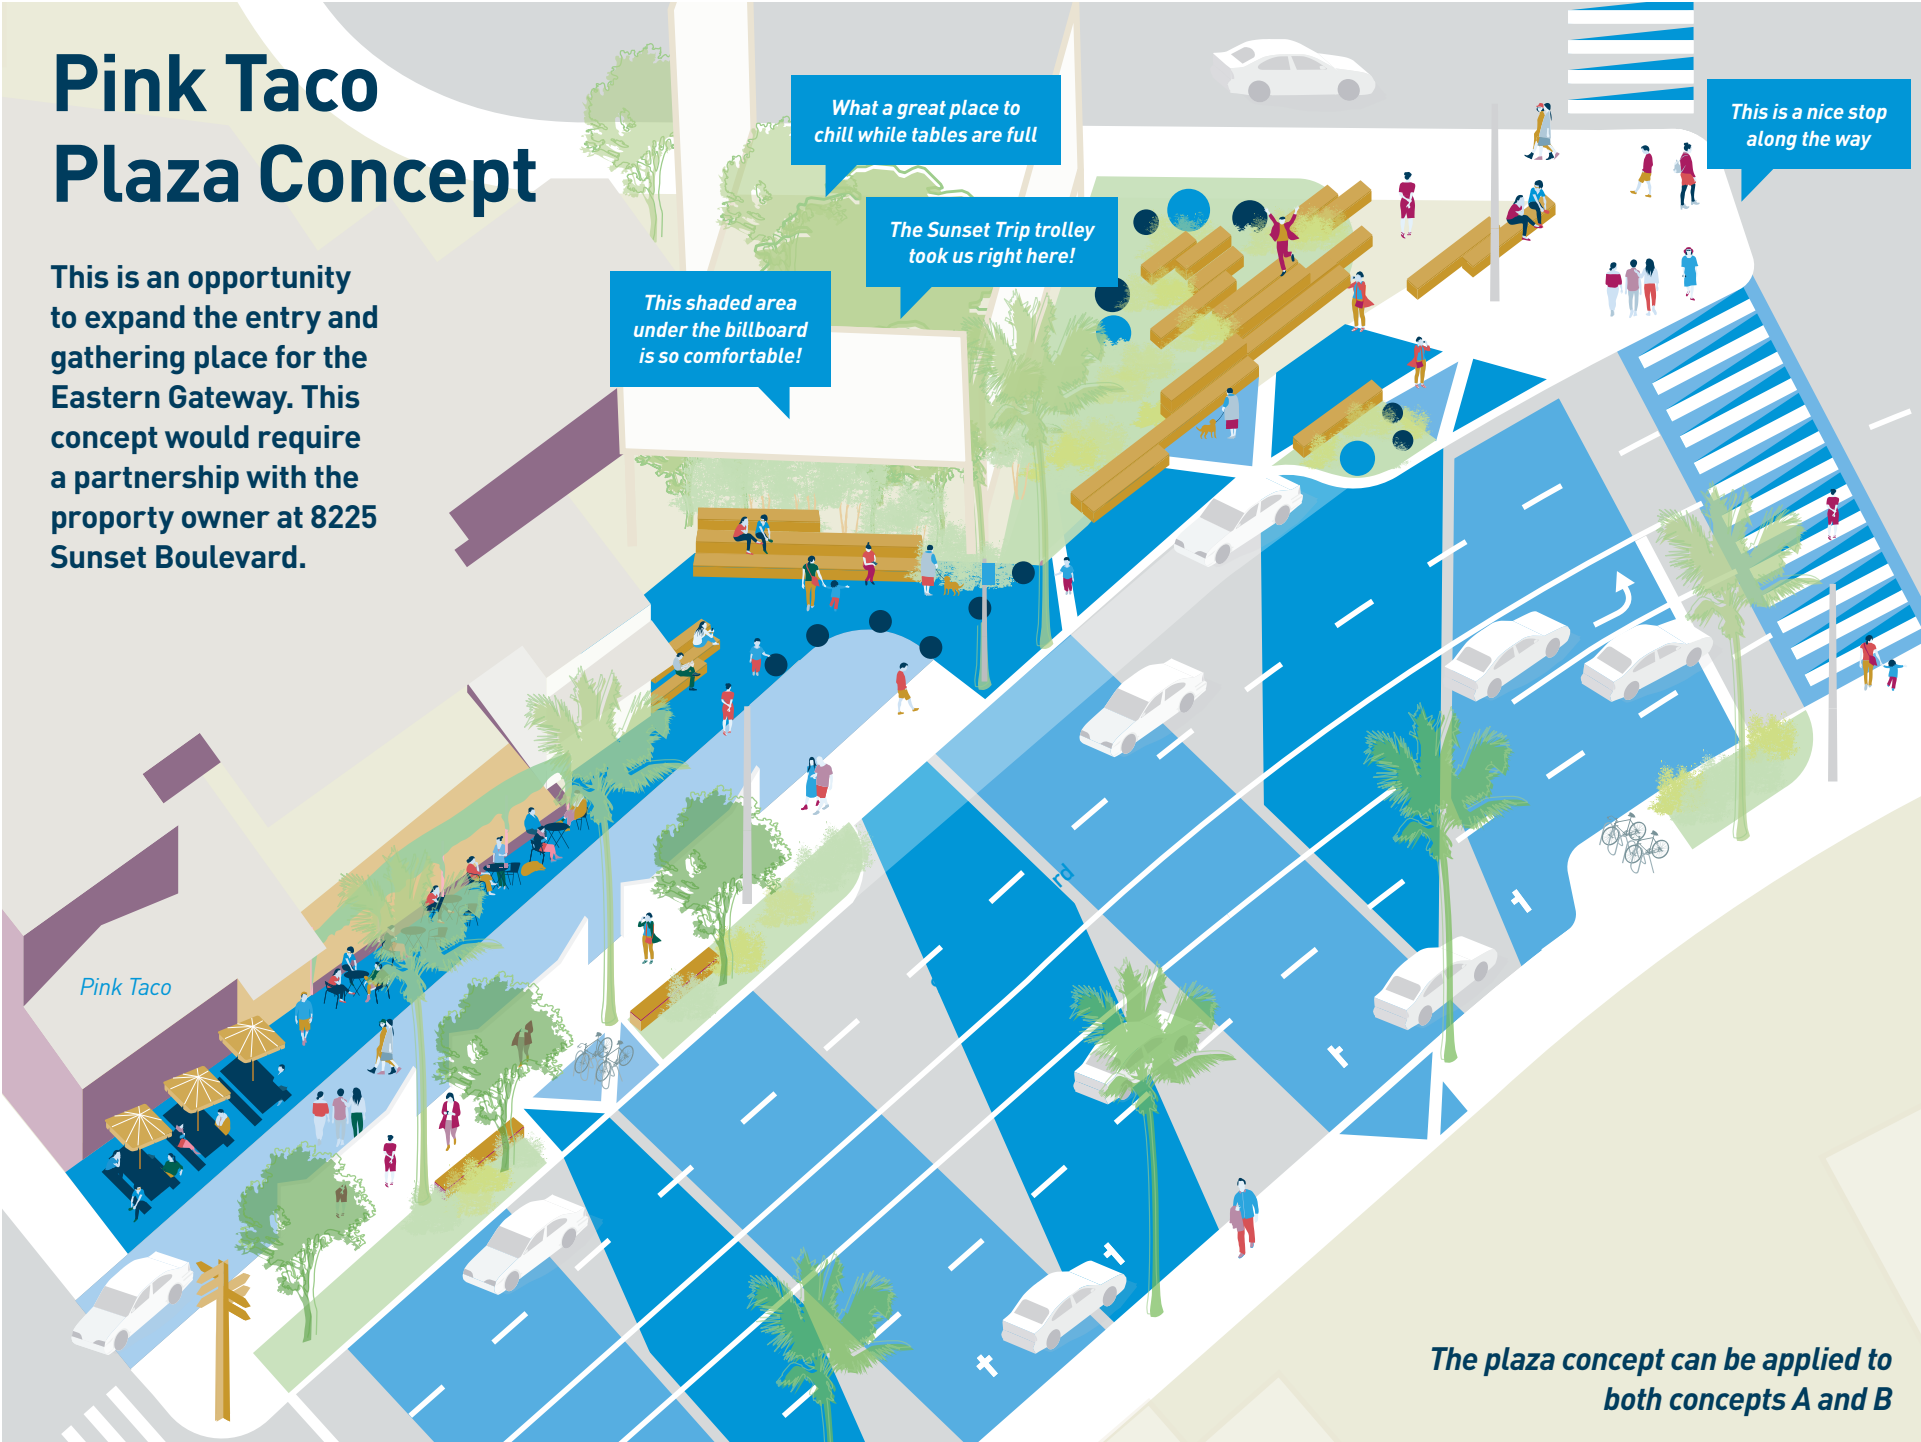 Pink Taco
Plaza Concept
This is an opportunity
to expand the entry and
gathering place for the
Eastern Gateway. This
concept would require
a partnership with the
property owner at 8225
Sunset Boulevard.
What a great place to
chill while tables are full
This is a nice stop
along the way
The Sunset Trip trolley
took us right here!
This shaded area
under the billboard
is so comfortable!
rd
Pink Taco
The plaza concept can be applied to
both concepts A and B